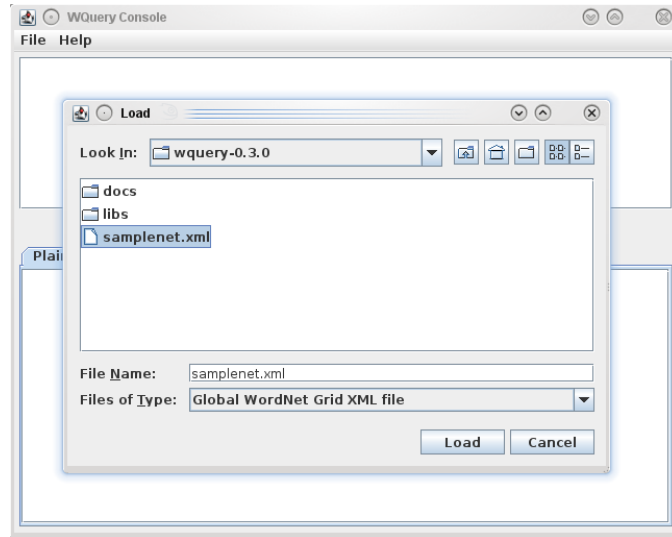 WQuery Console
File Help
Load
Look In: wquery-0.3.0
docs
libs
samplenet.xml
Plai
File Name: samplenet.xml
Files of Type: Global WordNet Grid XML file
Load Cancel